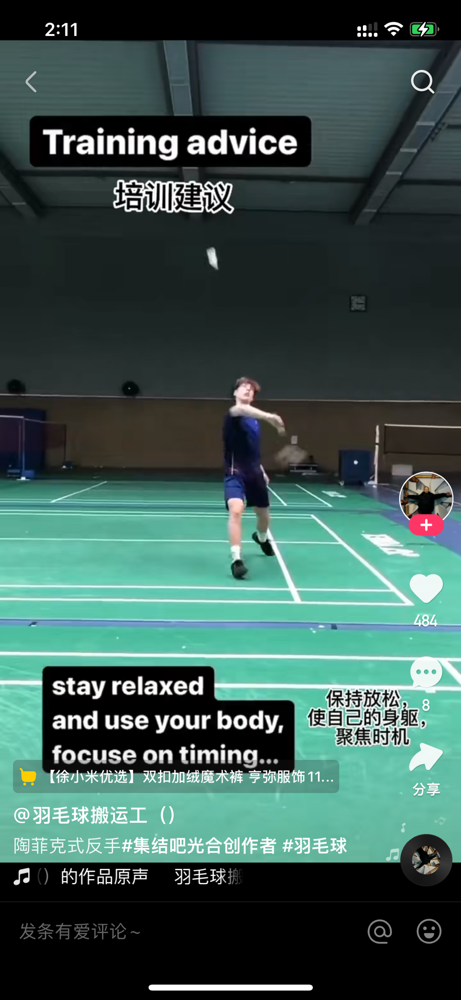 2:11
Training advice
培训建议
stay relaxed
and use your body,
focuse on timing...
保持放松，
使自己的身躯，
聚焦时机
484
8
分享
【徐小米优选】双扣加绒魔术裤 亨弥服饰11...
@羽毛球搬运工（）
陶菲克式反手#集结吧光合创作者 #羽毛球
（）的作品原声 羽毛球搬
发条有爱评论～